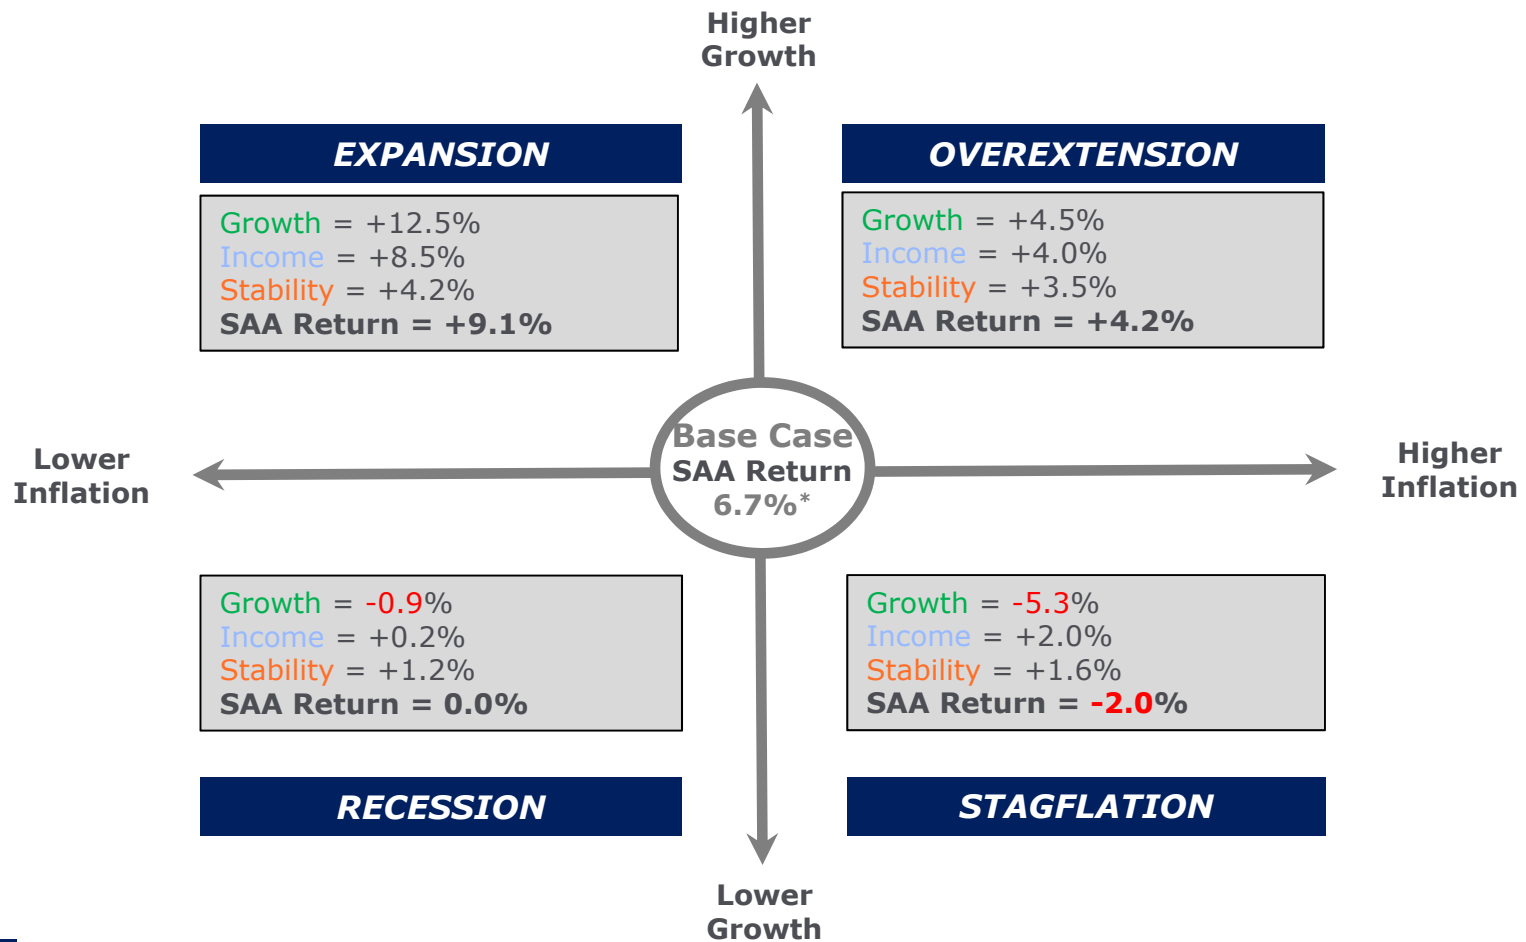 Higher
Growth
EXPANSION
Growth = +12.5%
Income = +8.5%
Stability = +4.2%
SAA Return = +9.1%
OVEREXTENSION
Growth = +4.5%
Income = +4.0%
Stability = +3.5%
SAA Return = +4.2%
Lower
Inflation
Base Case
SAA Return
6.7%*
Higher
Inflation
Growth = -0.9%
Income = +0.2%
Stability = +1.2%
SAA Return = 0.0%
RECESSION
Growth = -5.3%
Income = +2.0%
Stability = +1.6%
SAA Return = -2.0%
STAGFLATION
Lower
Growth